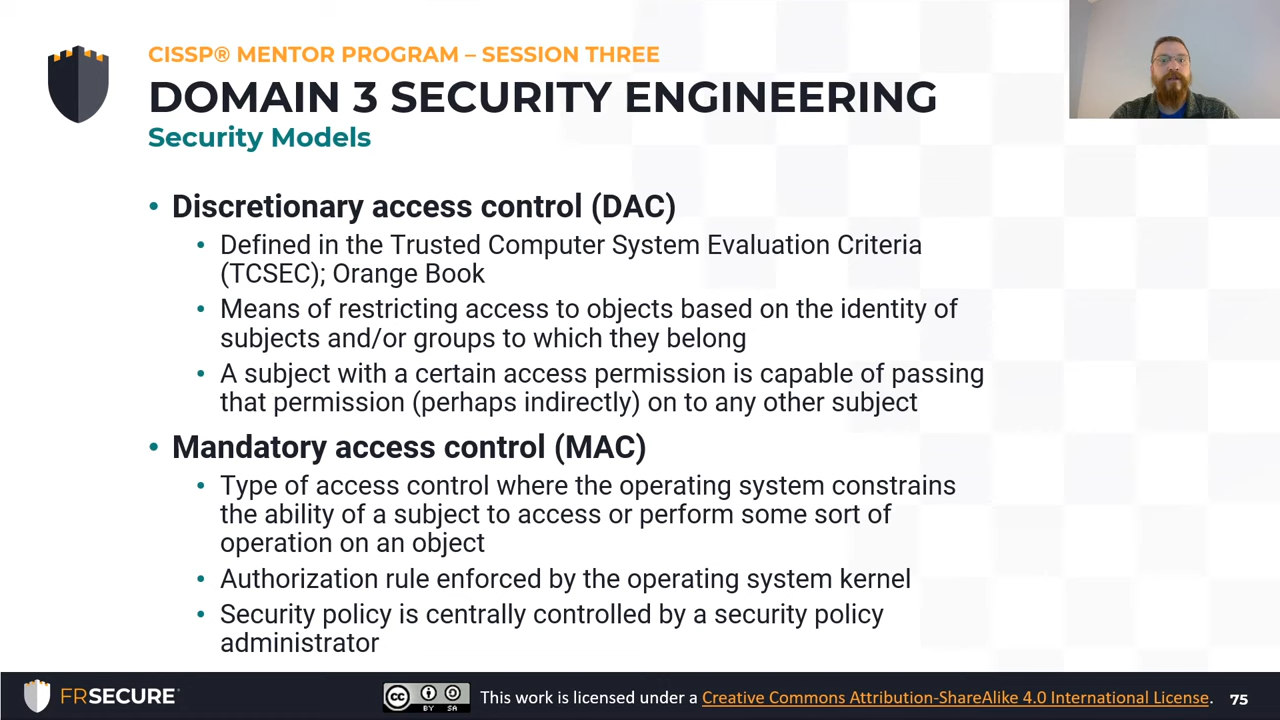 CISSP® MENTOR PROGRAM – SESSION THREE
DOMAIN 3 SECURITY ENGINEERING
Security Models
• Discretionary access control (DAC)
• Defined in the Trusted Computer System Evaluation Criteria
(TCSEC); Orange Book
• Means of restricting access to objects based on the identity of
subjects and/or groups to which they belong
• A subject with a certain access permission is capable of passing
that permission (perhaps indirectly) on to any other subject
• Mandatory access control (MAC)
• Type of access control where the operating system constrains
the ability of a subject to access or perform some sort of
operation on an object
• Authorization rule enforced by the operating system kernel
• Security policy is centrally controlled by a security policy
administrator
FRSECURE
cc BY SA
This work is licensed under a Creative Commons Attribution-ShareAlike 4.0 International License.
75